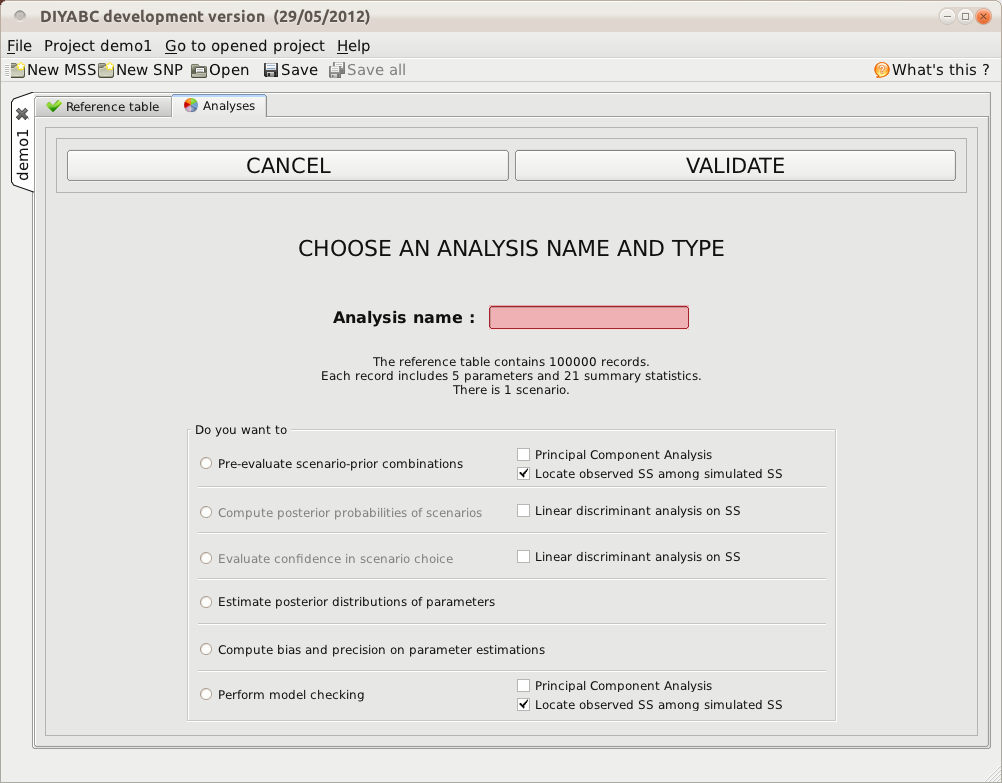 DIYABC development version (29/05/2012)
File Project demo1 Go to opened project Help
New MSS New SNP Open Save Save all What's this ?
demo1
Reference table Analyses
CANCEL VALIDATE
CHOOSE AN ANALYSIS NAME AND TYPE
Analysis name :
The reference table contains 100000 records.
Each record includes 5 parameters and 21 summary statistics.
There is 1 scenario.
Do you want to
Pre-evaluate scenario-prior combinations
Principal Component Analysis
Locate observed SS among simulated SS
Compute posterior probabilities of scenarios Linear discriminant analysis on SS
Evaluate confidence in scenario choice Linear discriminant analysis on SS
Estimate posterior distributions of parameters
Compute bias and precision on parameter estimations
Perform model checking
Principal Component Analysis
Locate observed SS among simulated SS